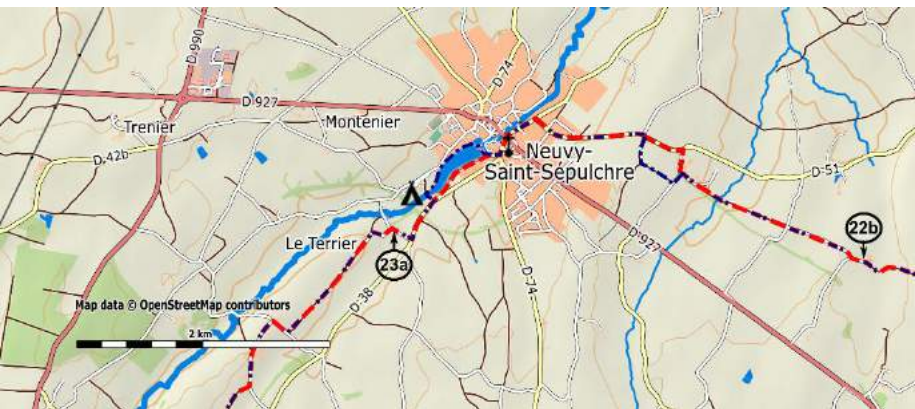 D-990
D-74
D-927
Trenier
Montenier
D-42b
Neuvy-
Saint-Sépulchre
D-51
22b
Le Terrier
D-927
23a
D-74
D-38
Map data © OpenStreetMap contributors
2 km